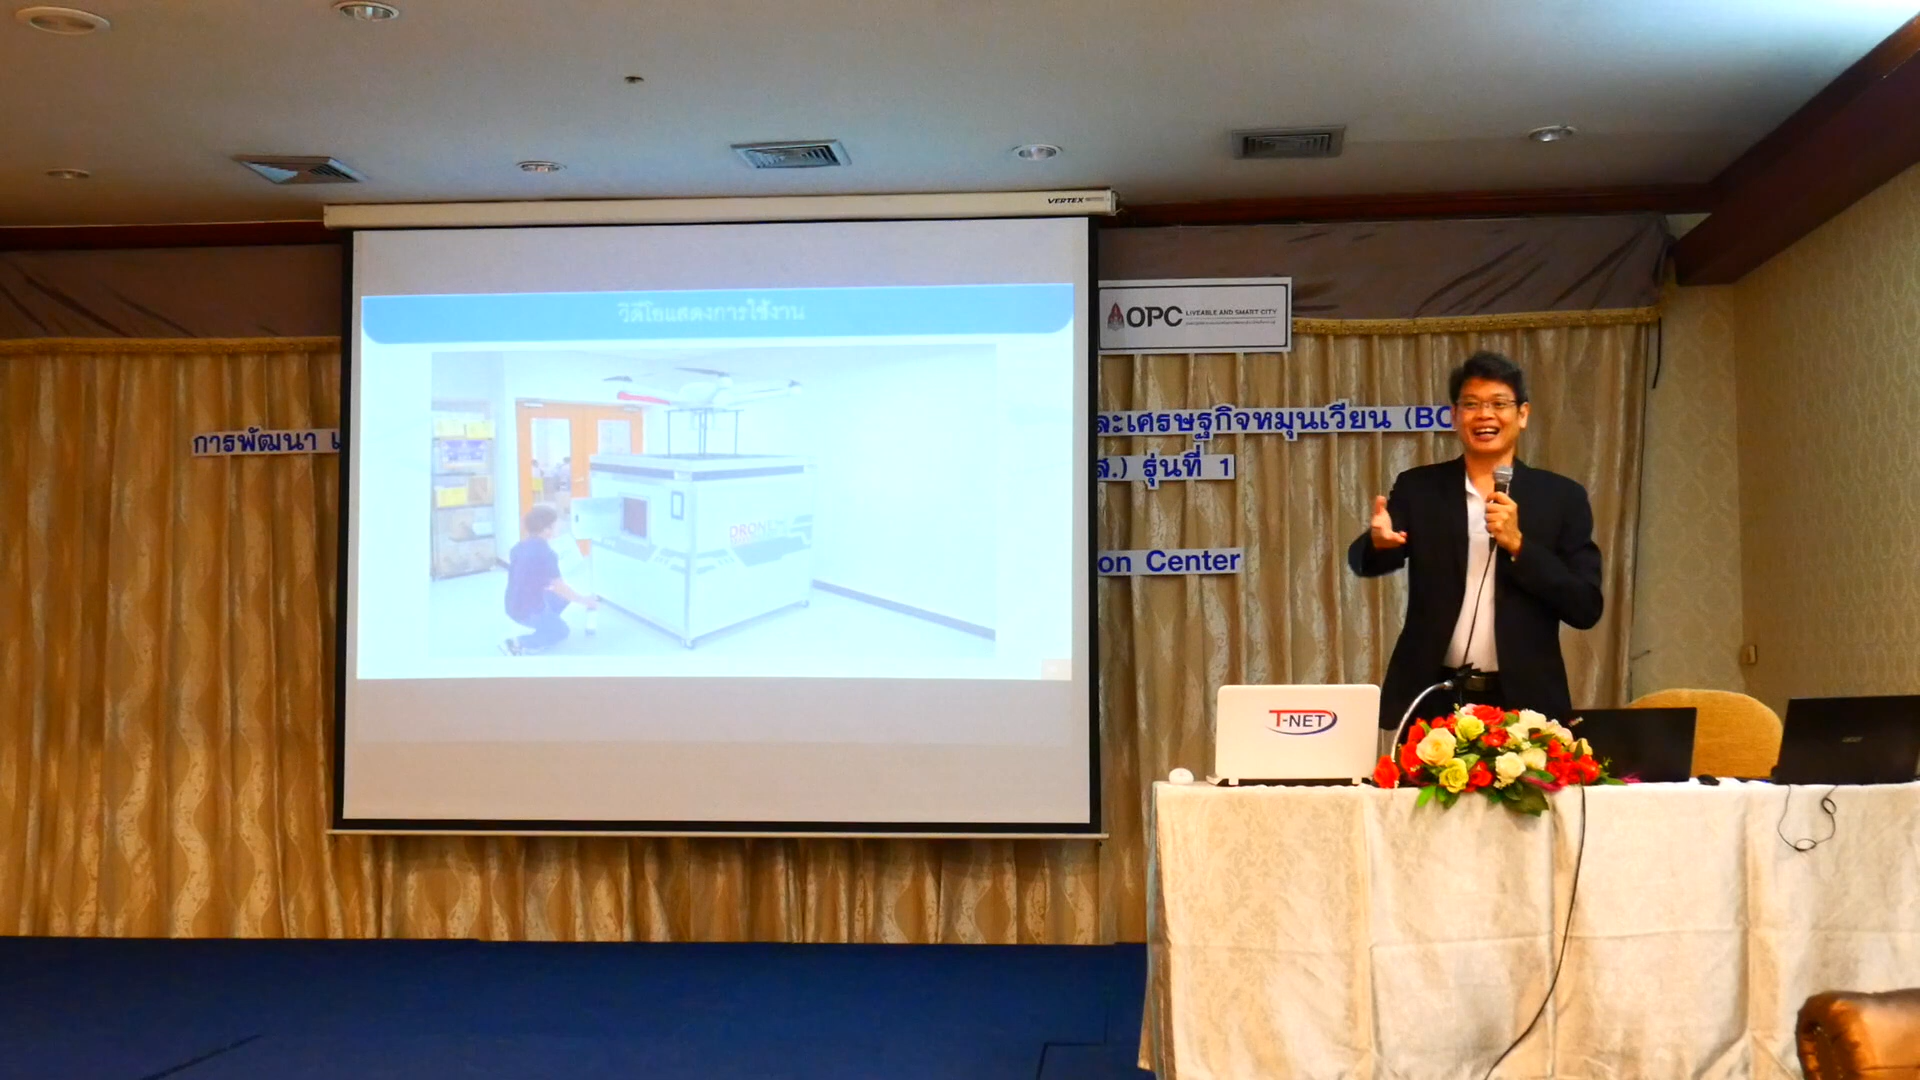 VERTEX
วิดีโอแสดงการใช้งาน
DRONE
OPC LIVEABLE AND SMART CITY
การพัฒนา
ละเศรษฐกิจหมุนเวียน (BC
ส.) รุ่นที่ 1
on Center
T-NET
acer